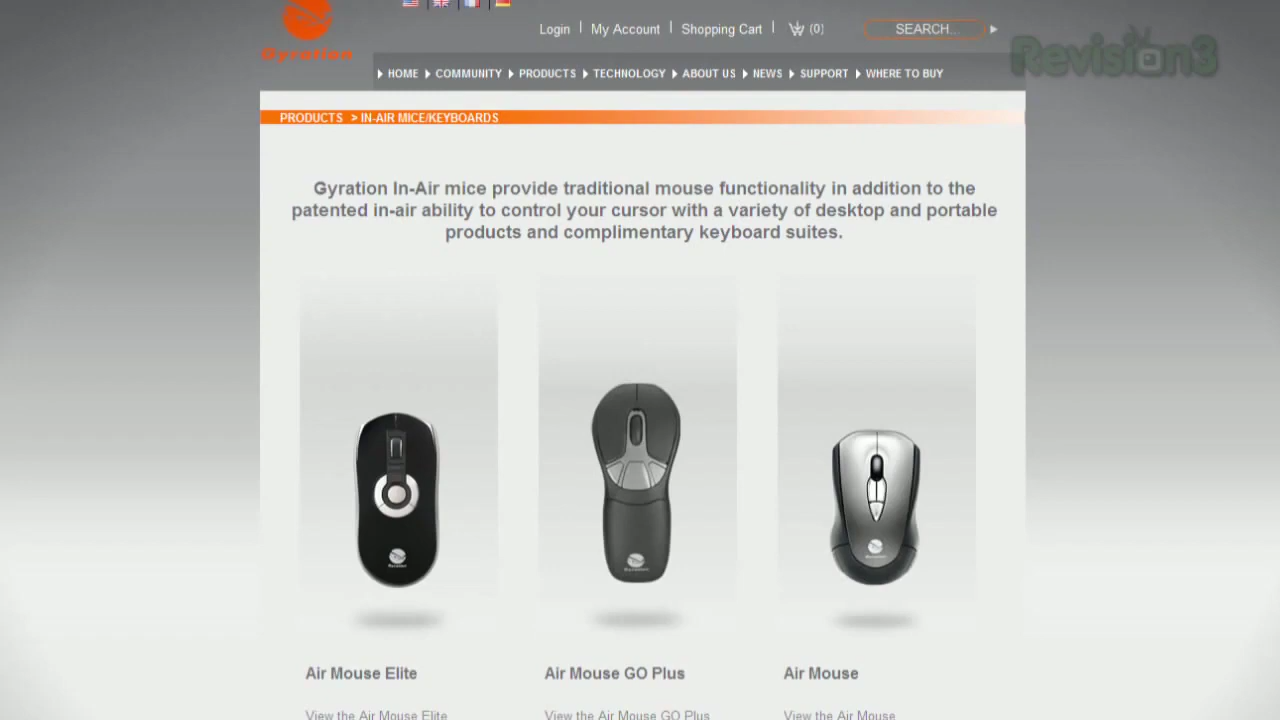 Login
My Account
Shopping Cart
(0)
SEARCH...
Revision3
Gyration
HOME
COMMUNITY
PRODUCTS
TECHNOLOGY
ABOUT US
NEWS
SUPPORT
WHERE TO BUY
PRODUCTS > IN-AIR MICE/KEYBOARDS
Gyration In-Air mice provide traditional mouse functionality in addition to the
patented in-air ability to control your cursor with a variety of desktop and portable
products and complimentary keyboard suites.
Gyration
Gyration
Gyration
Air Mouse Elite
Air Mouse GO Plus
Air Mouse
View the Air Mouse Elite
View the Air Mouse GO Plus
View the Air Mouse